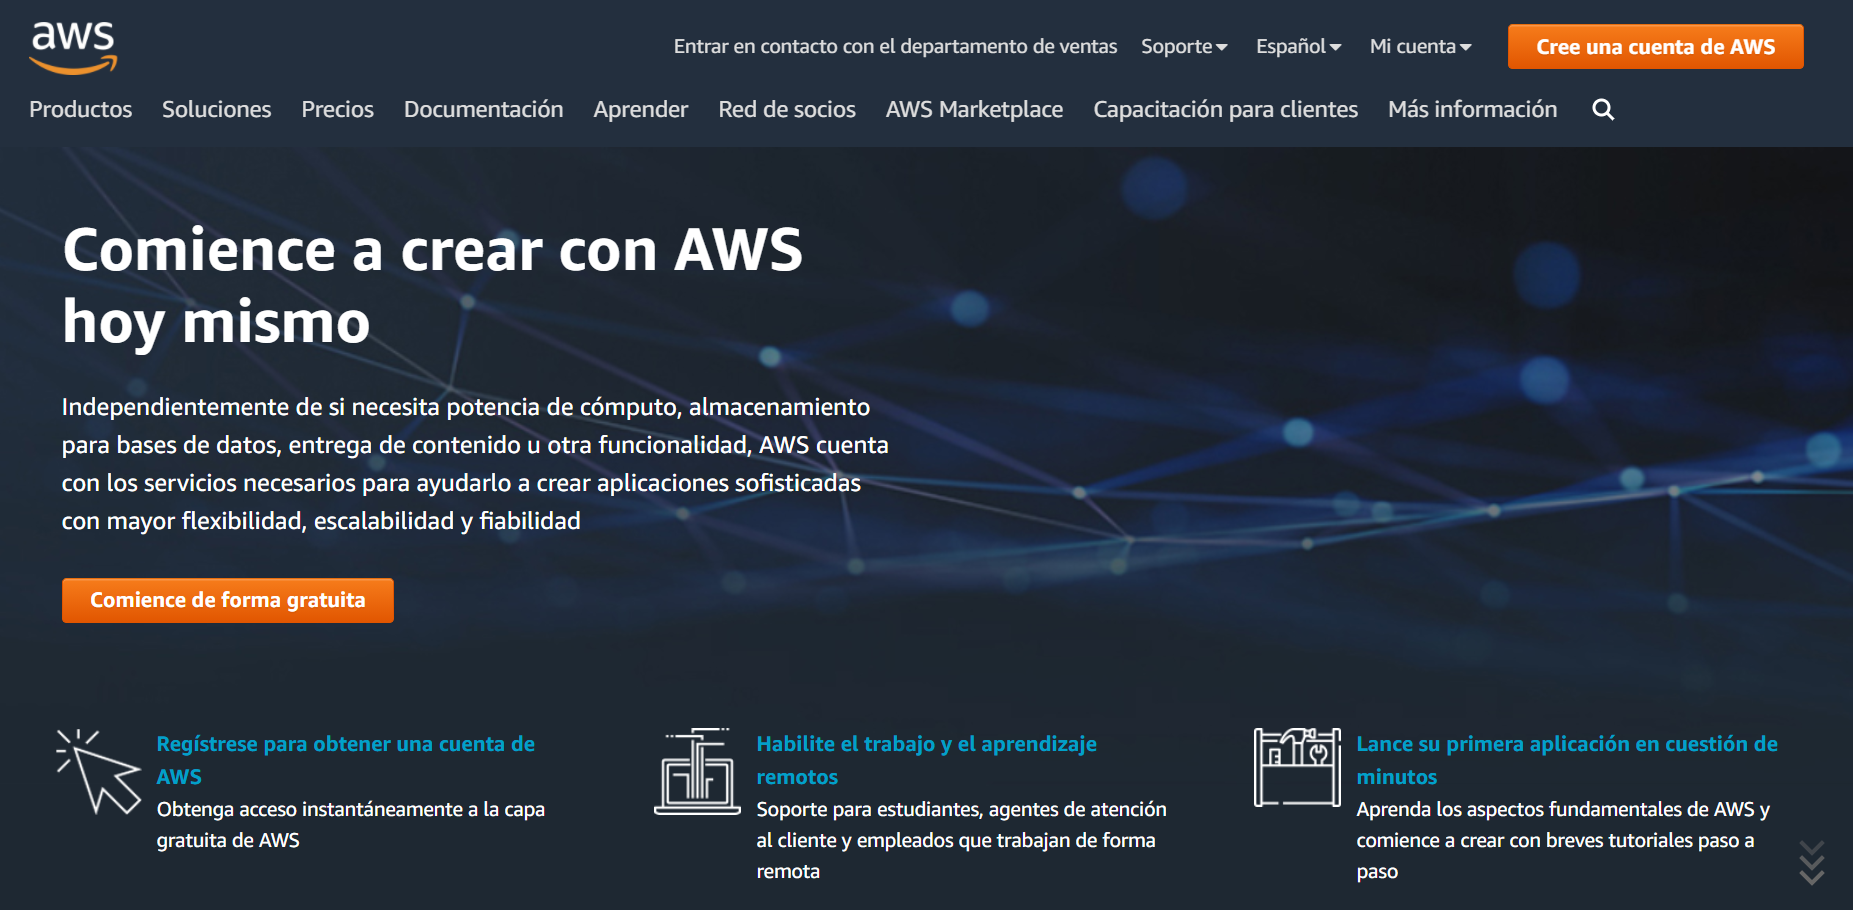 aws
Entrar en contacto con el departamento de ventas
Soporte
Español
Mi cuenta
Cree una cuenta de AWS
Productos
Soluciones
Precios
Documentación
Aprender
Red de socios
AWS Marketplace
Capacitación para clientes
Más información
Comience a crear con AWS
hoy mismo
Independientemente de si necesita potencia de cómputo, almacenamiento
para bases de datos, entrega de contenido u otra funcionalidad, AWS cuenta
con los servicios necesarios para ayudarlo a crear aplicaciones sofisticadas
con mayor flexibilidad, escalabilidad y fiabilidad
Comience de forma gratuita
Regístrese para obtener una cuenta de
AWS
Obtenga acceso instantáneamente a la capa
gratuita de AWS
Habilite el trabajo y el aprendizaje
remotos
Soporte para estudiantes, agentes de atención
al cliente y empleados que trabajan de forma
remota
Lance su primera aplicación en cuestión de
minutos
Aprenda los aspectos fundamentales de AWS y
comience a crear con breves tutoriales paso a
paso